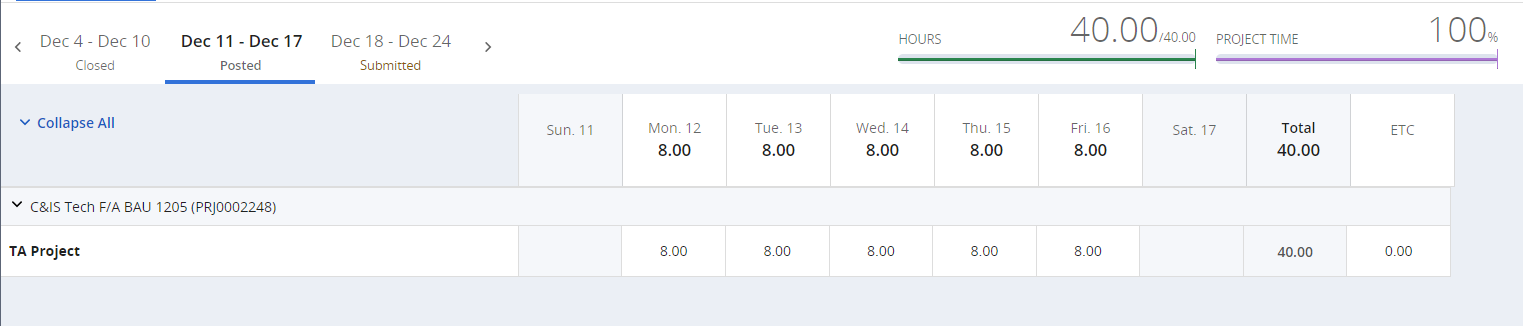 Dec 4 - Dec 10 Dec 11 - Dec 17 Dec 18 - Dec 24
Closed Posted Submitted
HOURS 40.00/40.00 PROJECT TIME 100%
Collapse All
Sun. 11 Mon. 12 Tue. 13 Wed. 14 Thu. 15 Fri. 16 Sat. 17 Total ETC
8.00 8.00 8.00 8.00 8.00 40.00
C&IS Tech F/A BAU 1205 (PRJ0002248)
TA Project 8.00 8.00 8.00 8.00 8.00 40.00 0.00